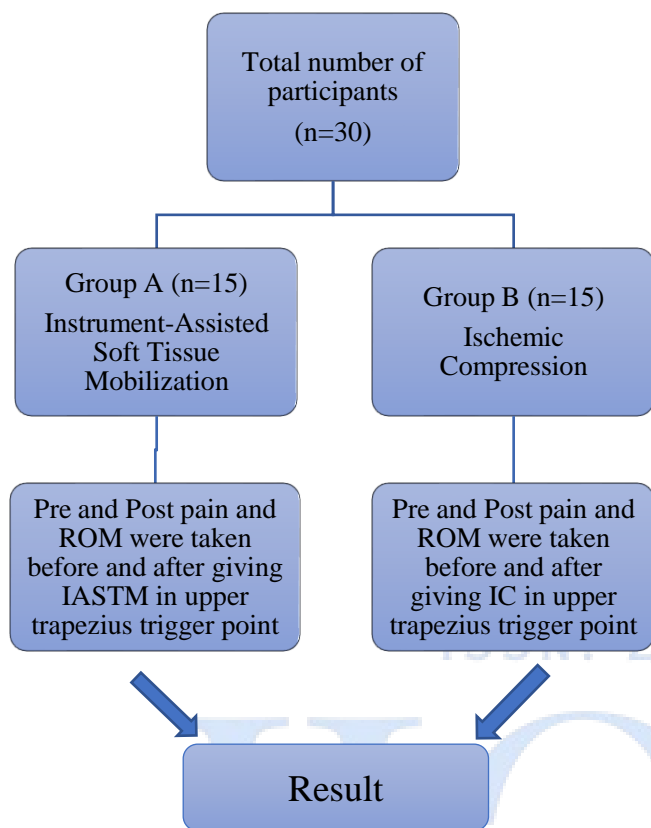 Total number of
participants
(n=30)
Group A (n=15)
Instrument-Assisted
Soft Tissue
Mobilization
Group B (n=15)
Ischemic
Compression
Pre and Post pain and
ROM were taken
before and after giving
IASTM in upper
trapezius trigger point
Pre and Post pain and
ROM were taken
before and after
giving IC in upper
trapezius trigger point
Result